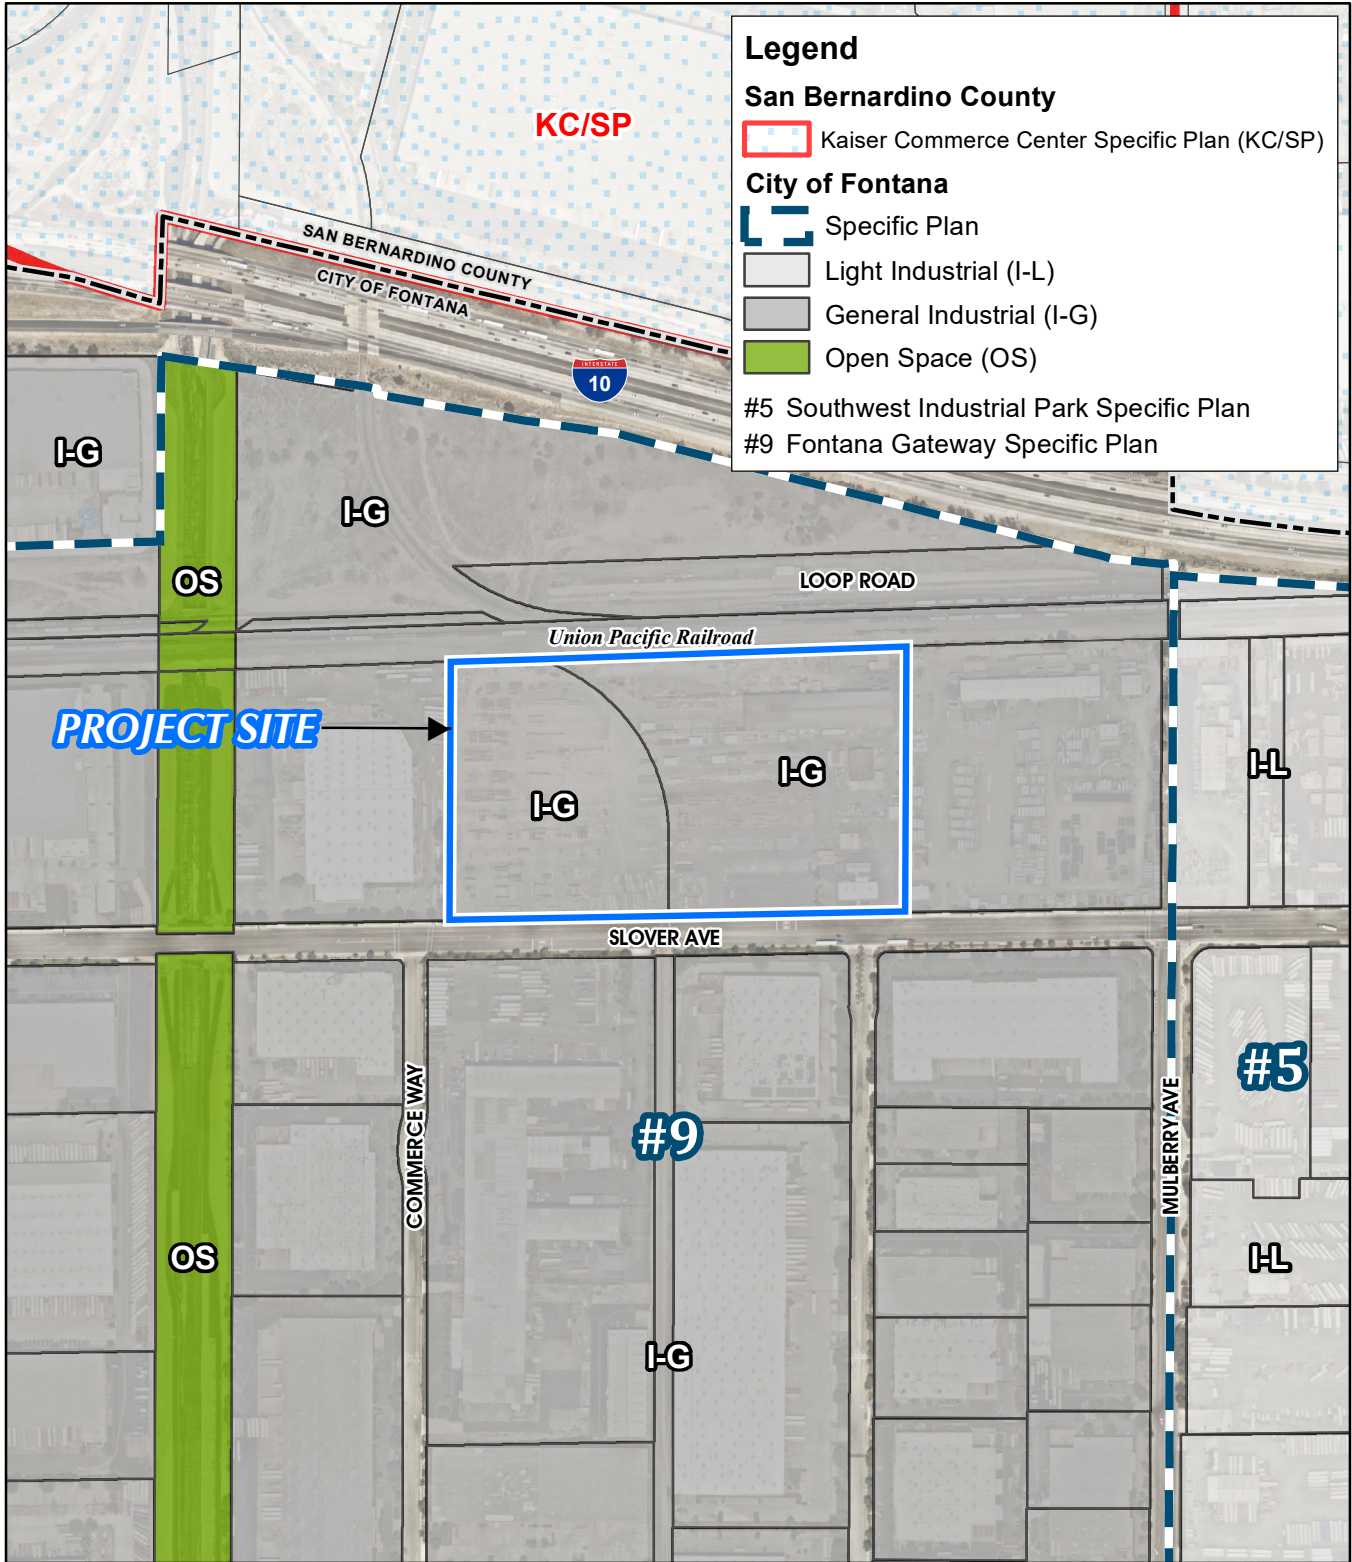 Legend
San Bernardino County
Kaiser Commerce Center Specific Plan (KC/SP)
City of Fontana
Specific Plan
Light Industrial (I-L)
General Industrial (I-G)
Open Space (OS)
#5 Southwest Industrial Park Specific Plan
#9 Fontana Gateway Specific Plan
KC/SP
SAN BERNARDINO COUNTY
CITY OF FONTANA
INTERSTATE
10
I-G
I-G
OS
LOOP ROAD
Union Pacific Railroad
PROJECT SITE
I-G
I-G
I-L
SLOVER AVE
COMMERCE WAY
#9
MULBERRY AVE
#5
OS
I-L
I-G